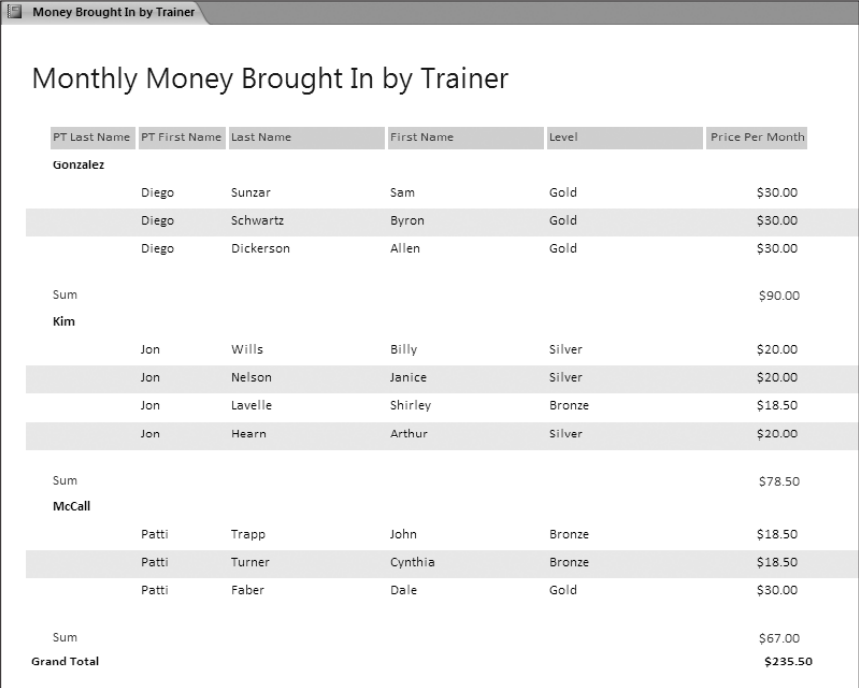 Money Brought In by Trainer
Monthly Money Brought In by Trainer
PT Last Name PT First Name Last Name First Name Level Price Per Month
Gonzalez
Diego Sunzar Sam Gold $30.00
Diego Schwartz Byron Gold $30.00
Diego Dickerson Allen Gold $30.00
Sum $90.00
Kim
Jon Wills Billy Silver $20.00
Jon Nelson Janice Silver $20.00
Jon Lavelle Shirley Bronze $18.50
Jon Hearn Arthur Silver $20.00
Sum $78.50
McCall
Patti Trapp John Bronze $18.50
Patti Turner Cynthia Bronze $18.50
Patti Faber Dale Gold $30.00
Sum $67.00
Grand Total $235.50